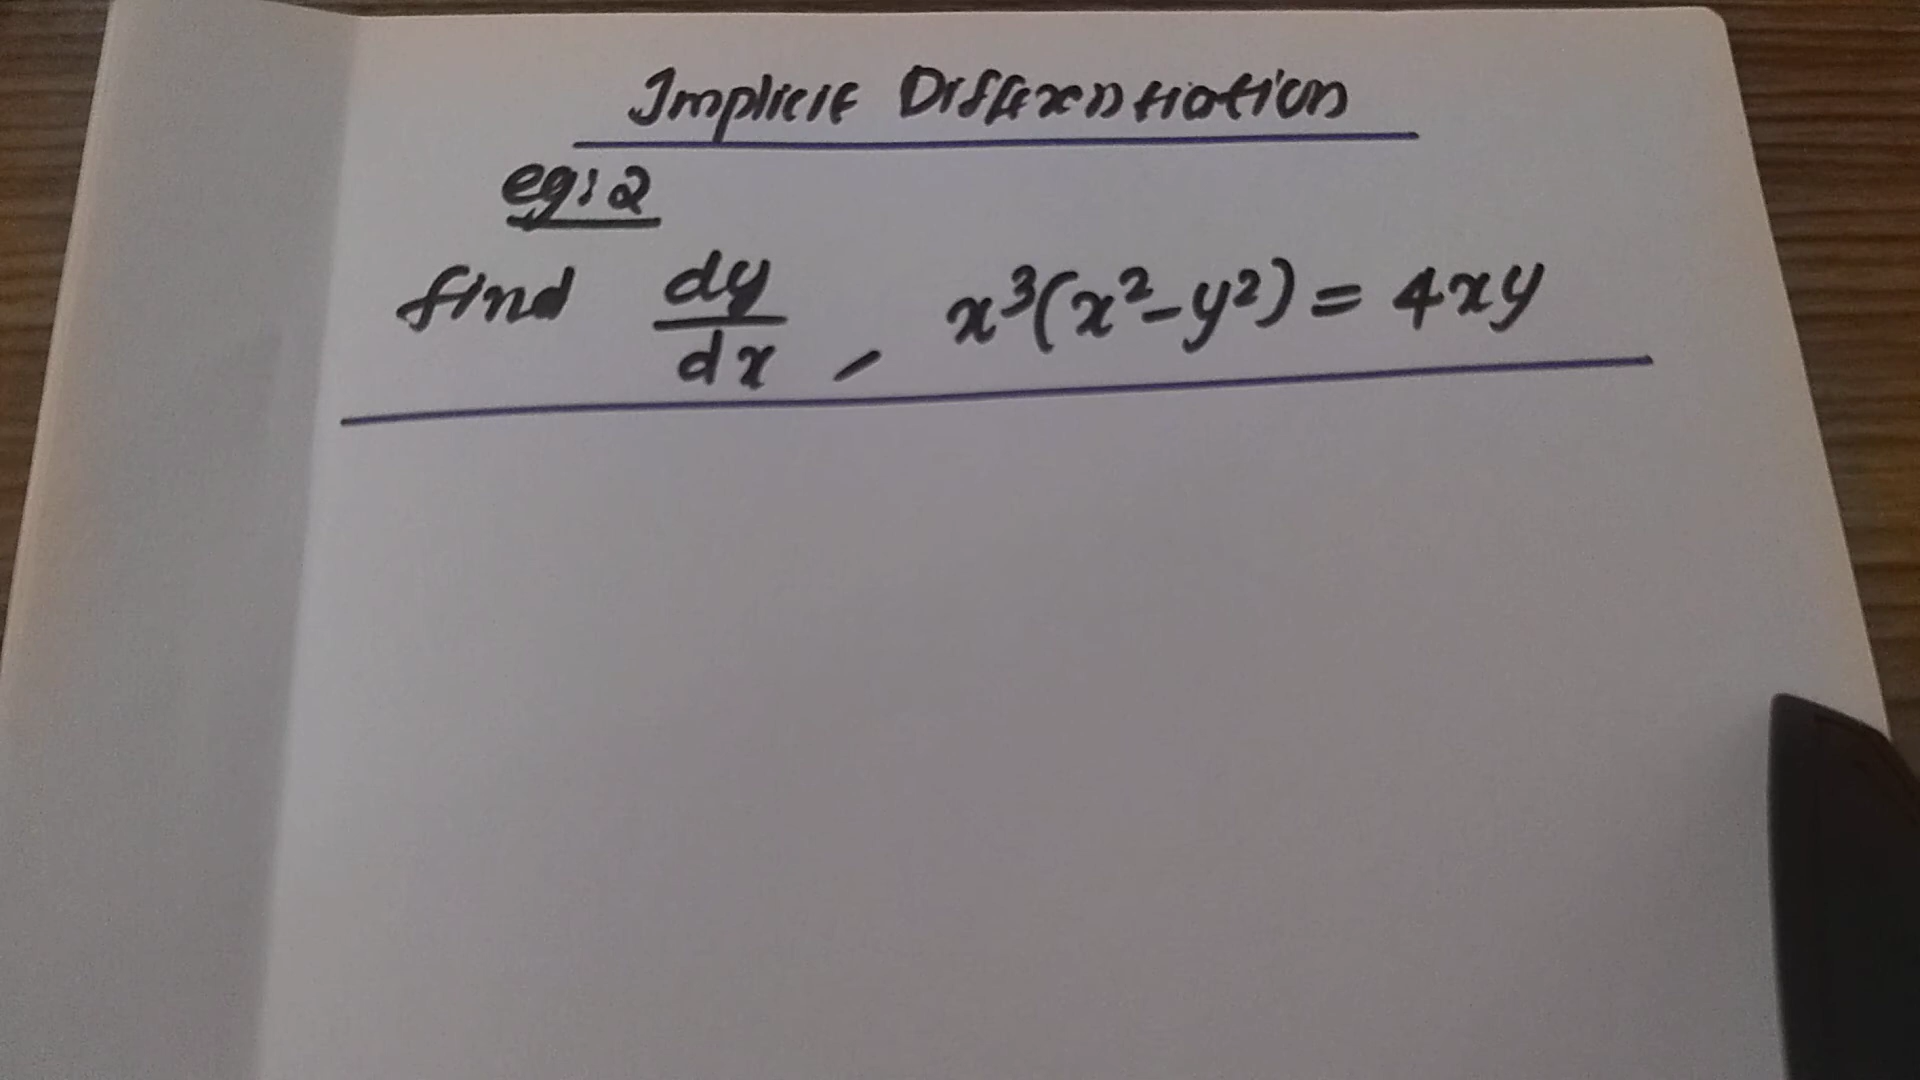 Implicit Differentiation
eg: 2
find dy/dx, x³(x²-y²) = 4xy